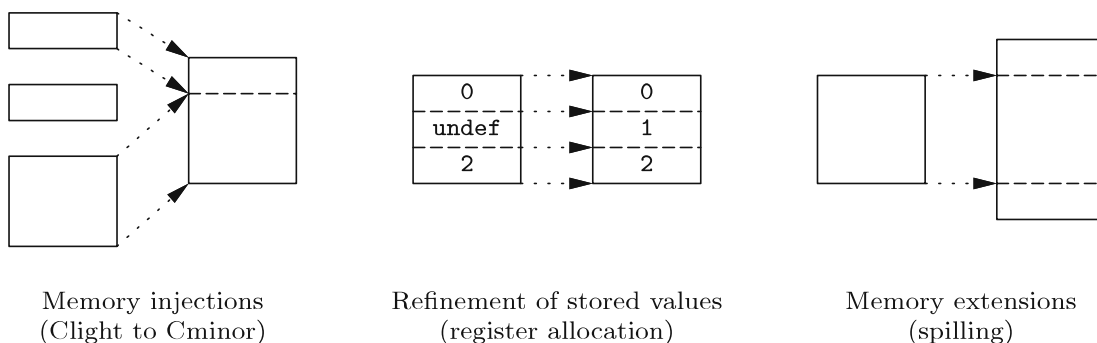 0
0
undef
1
2
2
Memory injections
(Clight to Cminor)
Refinement of stored values
(register allocation)
Memory extensions
(spilling)